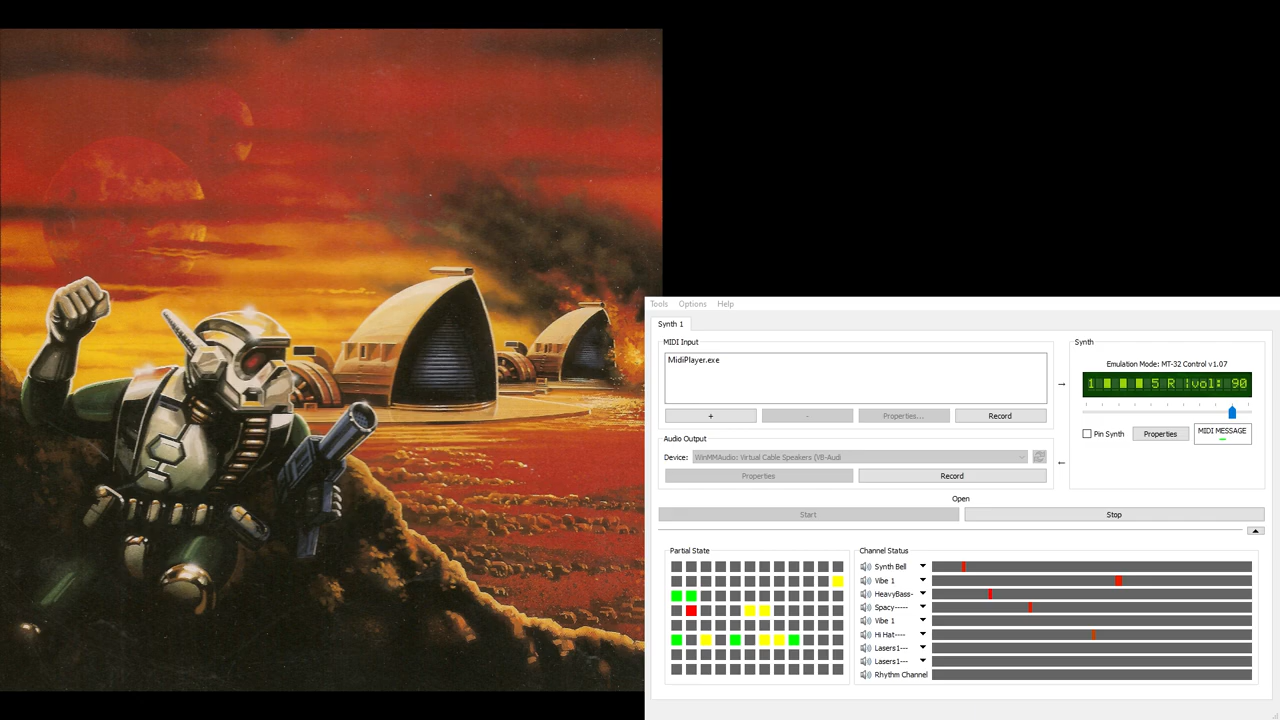 Tools Options Help
Synth 1
MIDI Input
MidiPlayer.exe
+ - Properties... Record
Audio Output
Device: WinMMAudio: Virtual Cable Speakers (VB-Audi
Properties Record
Synth
Emulation Mode: MT-32 Control v1.07
5 R |vol: 90
Pin Synth Properties MIDI MESSAGE
Open
Start Stop
Partial State
Channel Status
Synth Bell
Vibe 1
HeavyBass-
Spacy-----
Vibe 1
Hi Hat----
Lasers1---
Lasers1---
Rhythm Channel